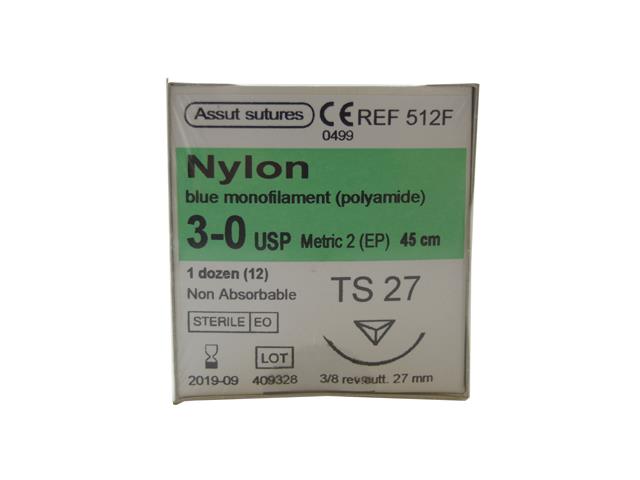 Assut sutures CE REF 512F
0499
Nylon
blue monofilament (polyamide)
3-0 USP Metric 2 (EP) 45 cm
1 dozen (12)
Non Absorbable
TS 27
STERILE EO
LOT
2019-09 409328 3/8 rev. cutt. 27 mm